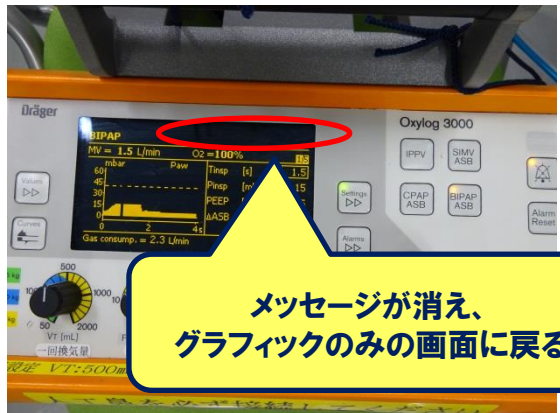 Dräger
Oxylog 3000
BIPAP
MV = 1.5 L/min O2 =100%
1/5
mbar Paw
60
45
30
15
0
0 2 4s
Tinsp [s] 1.5
Pinsp 15
PEEP
ΔASB
Gas consump. = 2.3 L/min
Values
Curves
Settings
Alarms
IPPV
SIMV
ASB
CPAP
ASB
BIPAP
ASB
Alarm
Reset
500
1000
50 2000
VT [mL]
一回換気量
メッセージが消え、
グラフィックのみの画面に戻る
設定 VT:500m